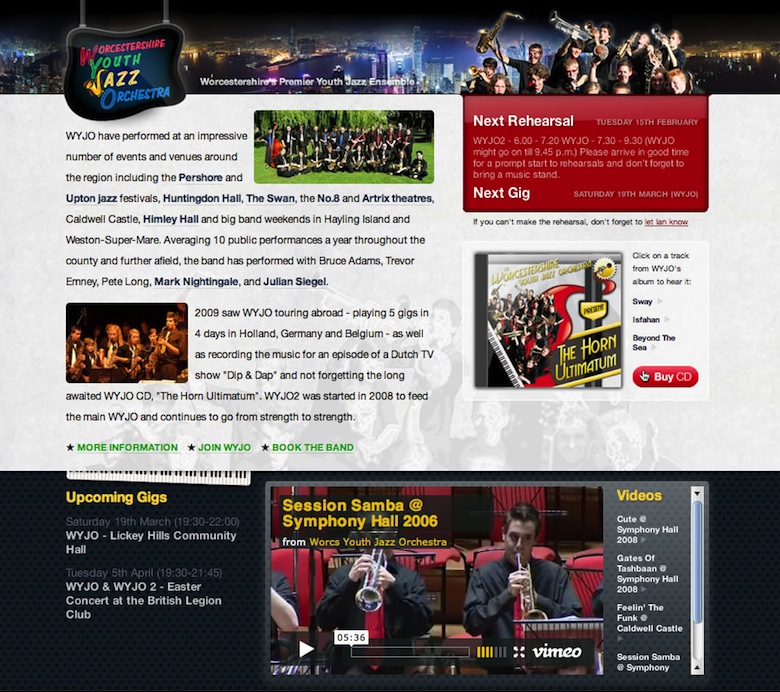 WORCESTERSHIRE
YOUTH
JAZZ
ORCHESTRA
Worcestershire's Premier Youth Jazz Ensemble
WYJO have performed at an impressive
number of events and venues around
the region including the Pershore and
Upton jazz festivals, Huntingdon Hall, The Swan, the No.8 and Artrix theatres,
Caldwell Castle, Himley Hall and big band weekends in Hayling Island and
Weston-Super-Mare. Averaging 10 public performances a year throughout the
county and further afield, the band has performed with Bruce Adams, Trevor
Emney, Pete Long, Mark Nightingale, and Julian Siegel.
2009 saw WYJO touring abroad - playing 5 gigs in
4 days in Holland, Germany and Belgium - as well
as recording the music for an episode of a Dutch TV
show "Dip & Dap" and not forgetting the long
awaited WYJO CD, "The Horn Ultimatum". WYJO2 was started in 2008 to feed
the main WYJO and continues to go from strength to strength.
★ MORE INFORMATION ★ JOIN WYJO ★ BOOK THE BAND
Next Rehearsal TUESDAY 15TH FEBRUARY
WYJO2 - 6.00 - 7.20 WYJO - 7.30 - 9.30 (WYJO
might go on till 9.45 p.m.) Please arrive in good time
for a prompt start to rehearsals and don't forget to
bring a music stand.
Next Gig SATURDAY 19TH MARCH (WYJO)
If you can't make the rehearsal, don't forget to let Ian know
WORCESTERSHIRE
YOUTH JAZZ ORCHESTRA
PRESENT
THE HORN
ULTIMATUM
Click on a track
from WYJO's
album to hear it:
Sway
Isfahan
Beyond The
Sea
Buy CD
Upcoming Gigs
Saturday 19th March (19:30-22:00)
WYJO - Lickey Hills Community
Hall
Tuesday 5th April (19:30-21:45)
WYJO & WYJO 2 - Easter
Concert at the British Legion
Club
Session Samba @
Symphony Hall 2006
from Worcs Youth Jazz Orchestra
05:36
vimeo
Videos
Cute @
Symphony Hall
2008
Gates Of
Tashbaan @
Symphony Hall
2008
Feelin' The
Funk @
Caldwell Castle
Session Samba
@ Symphony